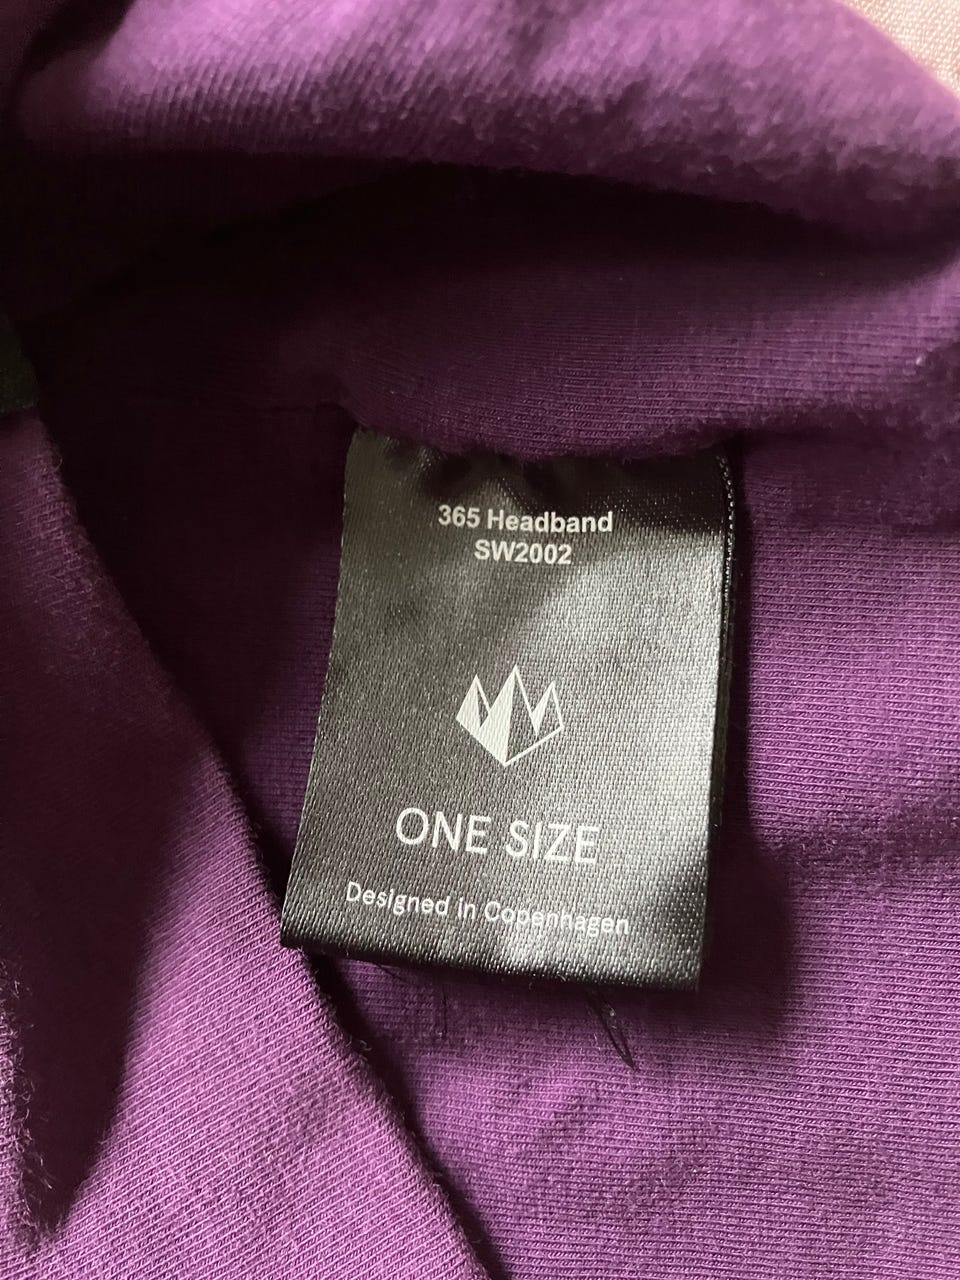 365 Headband
SW2002
ONE SIZE
Designed in Copenhagen